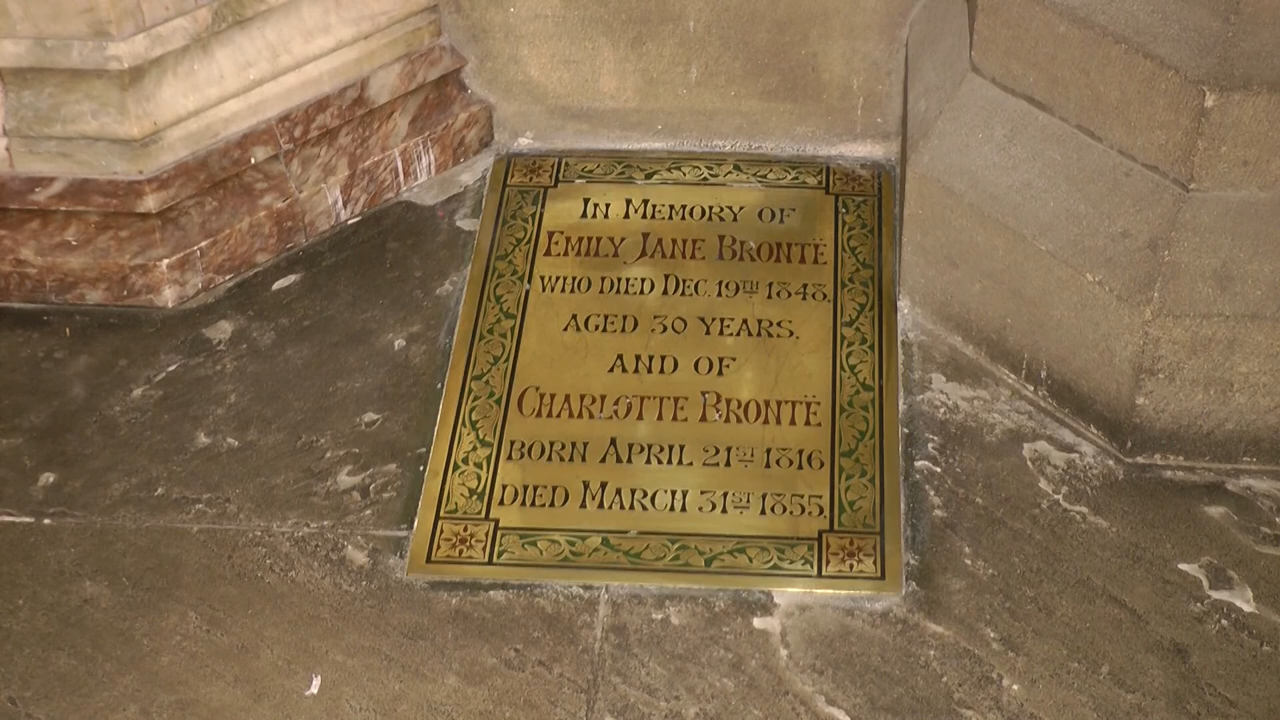 In Memory of
Emily Jane Brontë
who died Dec. 19th 1848.
aged 30 years.
and of
Charlotte Brontë
born April 21st 1816
died March 31st 1855.